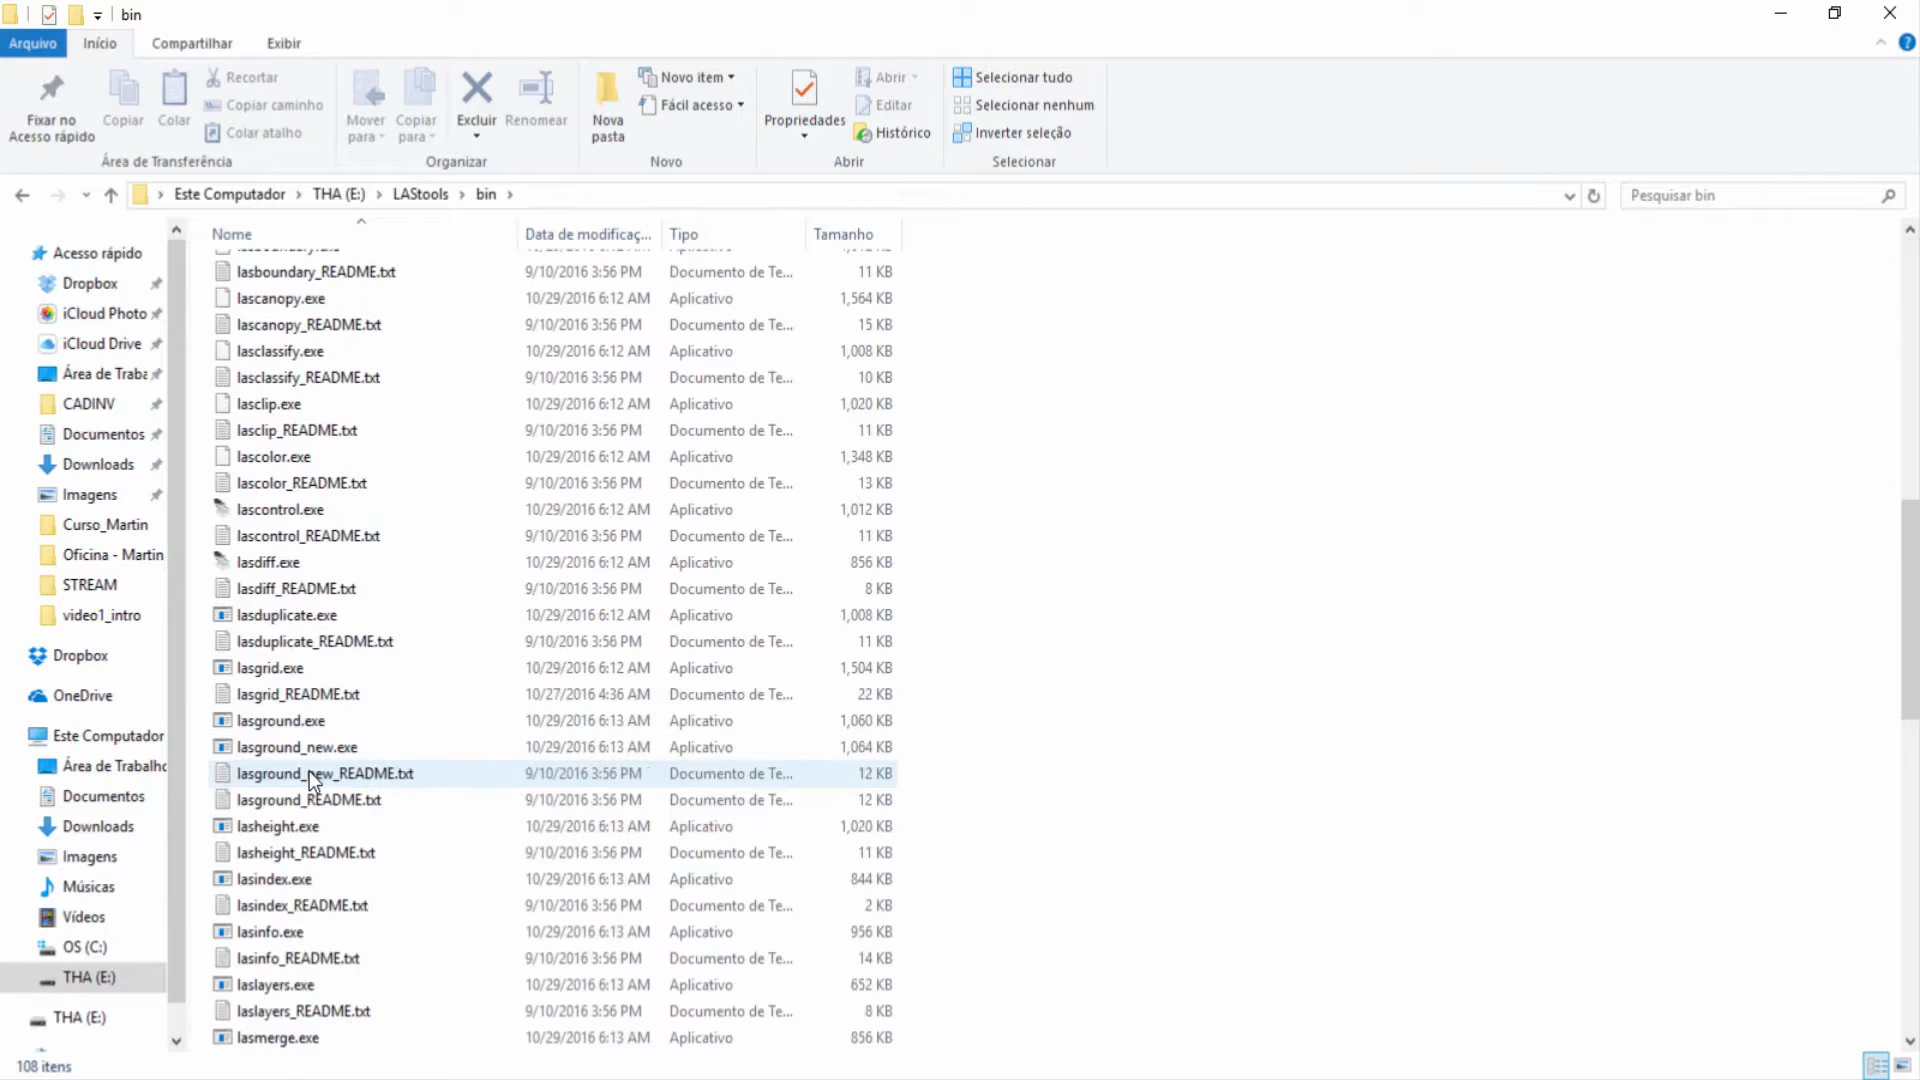 bin
Arquivo Início Compartilhar Exibir
Fixar no Acesso rápido
Copiar
Colar
Recortar
Copiar caminho
Colar atalho
Área de Transferência
Mover para
Copiar para
Excluir
Renomear
Organizar
Nova pasta
Novo item
Fácil acesso
Novo
Propriedades
Abrir
Editar
Histórico
Abrir
Selecionar tudo
Selecionar nenhum
Inverter seleção
Selecionar
Este Computador > THA (E:) > LAStools > bin >
Pesquisar bin
Acesso rápido
Dropbox
iCloud Photo
iCloud Drive
Área de Traba
CADINV
Documentos
Downloads
Imagens
Curso_Martin
Oficina - Martin
STREAM
video1_intro
Dropbox
OneDrive
Este Computador
Área de Trabalho
Documentos
Downloads
Imagens
Músicas
Vídeos
OS (C:)
THA (E:)
THA (E:)
Nome Data de modificaç... Tipo Tamanho
lasboundary_README.txt 9/10/2016 3:56 PM Documento de Te... 11 KB
lascanopy.exe 10/29/2016 6:12 AM Aplicativo 1,564 KB
lascanopy_README.txt 9/10/2016 3:56 PM Documento de Te... 15 KB
lasclassify.exe 10/29/2016 6:12 AM Aplicativo 1,008 KB
lasclassify_README.txt 9/10/2016 3:56 PM Documento de Te... 10 KB
lasclip.exe 10/29/2016 6:12 AM Aplicativo 1,020 KB
lasclip_README.txt 9/10/2016 3:56 PM Documento de Te... 11 KB
lascolor.exe 10/29/2016 6:12 AM Aplicativo 1,348 KB
lascolor_README.txt 9/10/2016 3:56 PM Documento de Te... 13 KB
lascontrol.exe 10/29/2016 6:12 AM Aplicativo 1,012 KB
lascontrol_README.txt 9/10/2016 3:56 PM Documento de Te... 11 KB
lasdiff.exe 10/29/2016 6:12 AM Aplicativo 856 KB
lasdiff_README.txt 9/10/2016 3:56 PM Documento de Te... 8 KB
lasduplicate.exe 10/29/2016 6:12 AM Aplicativo 1,008 KB
lasduplicate_README.txt 9/10/2016 3:56 PM Documento de Te... 11 KB
lasgrid.exe 10/29/2016 6:12 AM Aplicativo 1,504 KB
lasgrid_README.txt 10/27/2016 4:36 AM Documento de Te... 22 KB
lasground.exe 10/29/2016 6:13 AM Aplicativo 1,060 KB
lasground_new.exe 10/29/2016 6:13 AM Aplicativo 1,064 KB
lasground_new_README.txt 9/10/2016 3:56 PM Documento de Te... 12 KB
lasground_README.txt 9/10/2016 3:56 PM Documento de Te... 12 KB
lasheight.exe 10/29/2016 6:13 AM Aplicativo 1,020 KB
lasheight_README.txt 9/10/2016 3:56 PM Documento de Te... 11 KB
lasindex.exe 10/29/2016 6:13 AM Aplicativo 844 KB
lasindex_README.txt 9/10/2016 3:56 PM Documento de Te... 2 KB
lasinfo.exe 10/29/2016 6:13 AM Aplicativo 956 KB
lasinfo_README.txt 9/10/2016 3:56 PM Documento de Te... 14 KB
laslayers.exe 10/29/2016 6:13 AM Aplicativo 652 KB
laslayers_README.txt 9/10/2016 3:56 PM Documento de Te... 8 KB
lasmerge.exe 10/29/2016 6:13 AM Aplicativo 856 KB
108 itens